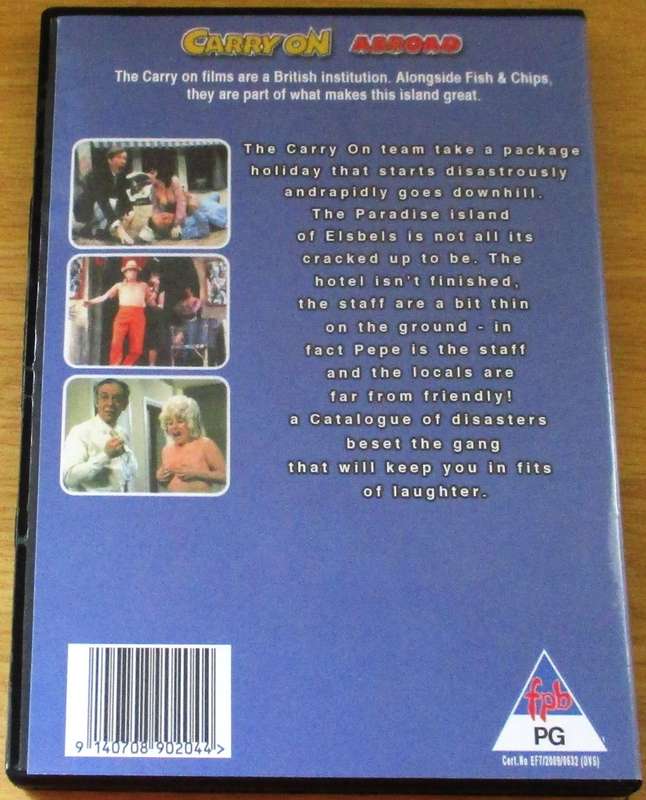 CARRY ON ABROAD
The Carry on films are a British institution. Alongside Fish & Chips,
they are part of what makes this island great.
The Carry On team take a package
holiday that starts disastrously
andrapidly goes downhill.
The Paradise island
of Elsbels is not all its
cracked up to be. The
hotel isn't finished,
the staff are a bit thin
on the ground - in
fact Pepe is the staff
and the locals are
far from friendly!
a Catalogue of disasters
beset the gang
that will keep you in fits
of laughter.
9 140708 902044 >
fpb
PG
Cert.No EFT/2009/0632 (DVS)